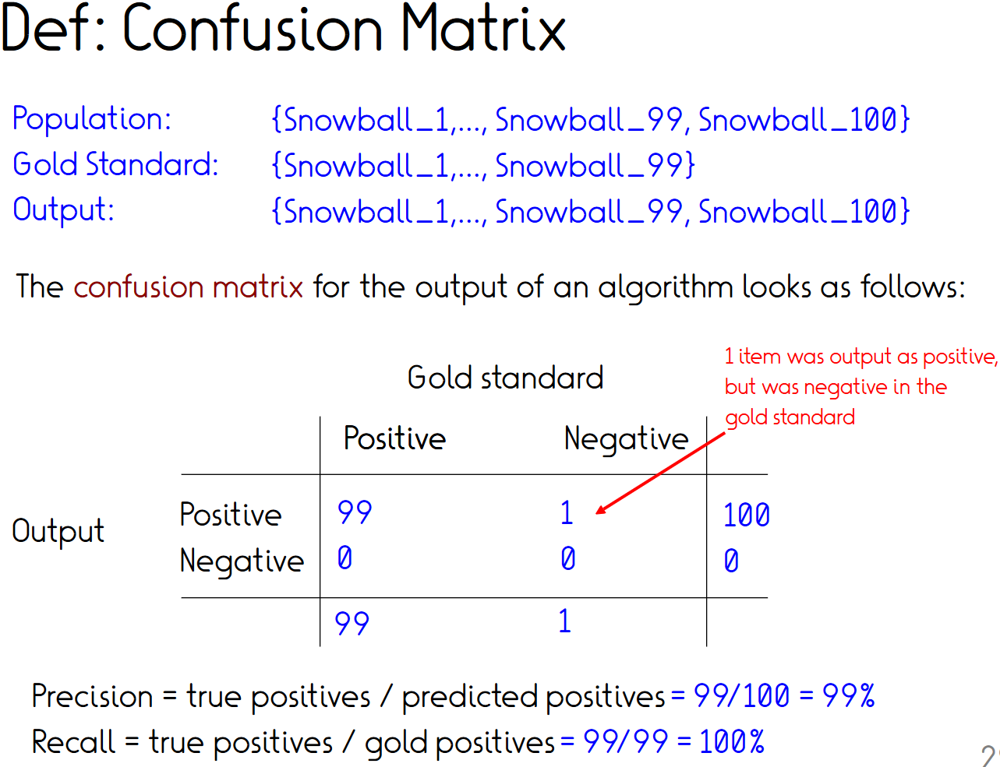 Def: Confusion Matrix
Population: {Snowball_1,..., Snowball_99, Snowball_100}
Gold Standard: {Snowball_1,..., Snowball_99}
Output: {Snowball_1,..., Snowball_99, Snowball_100}
The confusion matrix for the output of an algorithm looks as follows:
1 item was output as positive,
but was negative in the
gold standard
Gold standard
Positive Negative
Output
Positive 99 1 100
Negative 0 0 0
99 1
Precision = true positives / predicted positives = 99/100 = 99%
Recall = true positives / gold positives = 99/99 = 100%